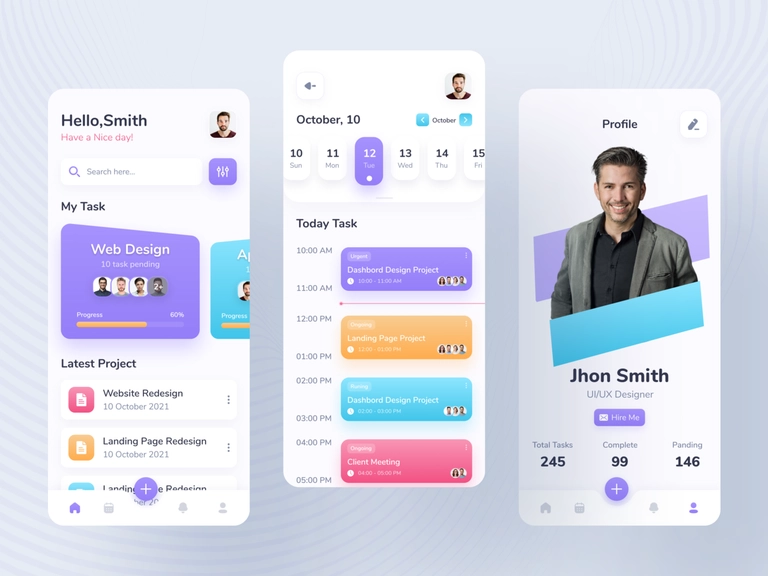 Hello,Smith
Have a Nice day!
Search here...
My Task
Web Design
10 task pending
Progress
60%
Progress
Latest Project
Website Redesign
10 October 2021
Landing Page Redesign
10 October 2021
October, 10
October
10
Sun
11
Mon
12
Tue
13
Wed
14
Thu
15
Fri
Today Task
10:00 AM
Urgent
Dashbord Design Project
10:00 - 11:00 AM
11:00 AM
12:00 PM
Ongoing
Landing Page Project
12:00 - 01:00 PM
01:00 PM
02:00 PM
Dashbord Design Project
02:00 - 03:00 PM
03:00 PM
04:00 PM
Ongoing
Client Meeting
04:00 - 05:00 PM
05:00 PM
Profile
Jhon Smith
UI/UX Designer
Hire Me
Total Tasks
245
Complete
99
Panding
146